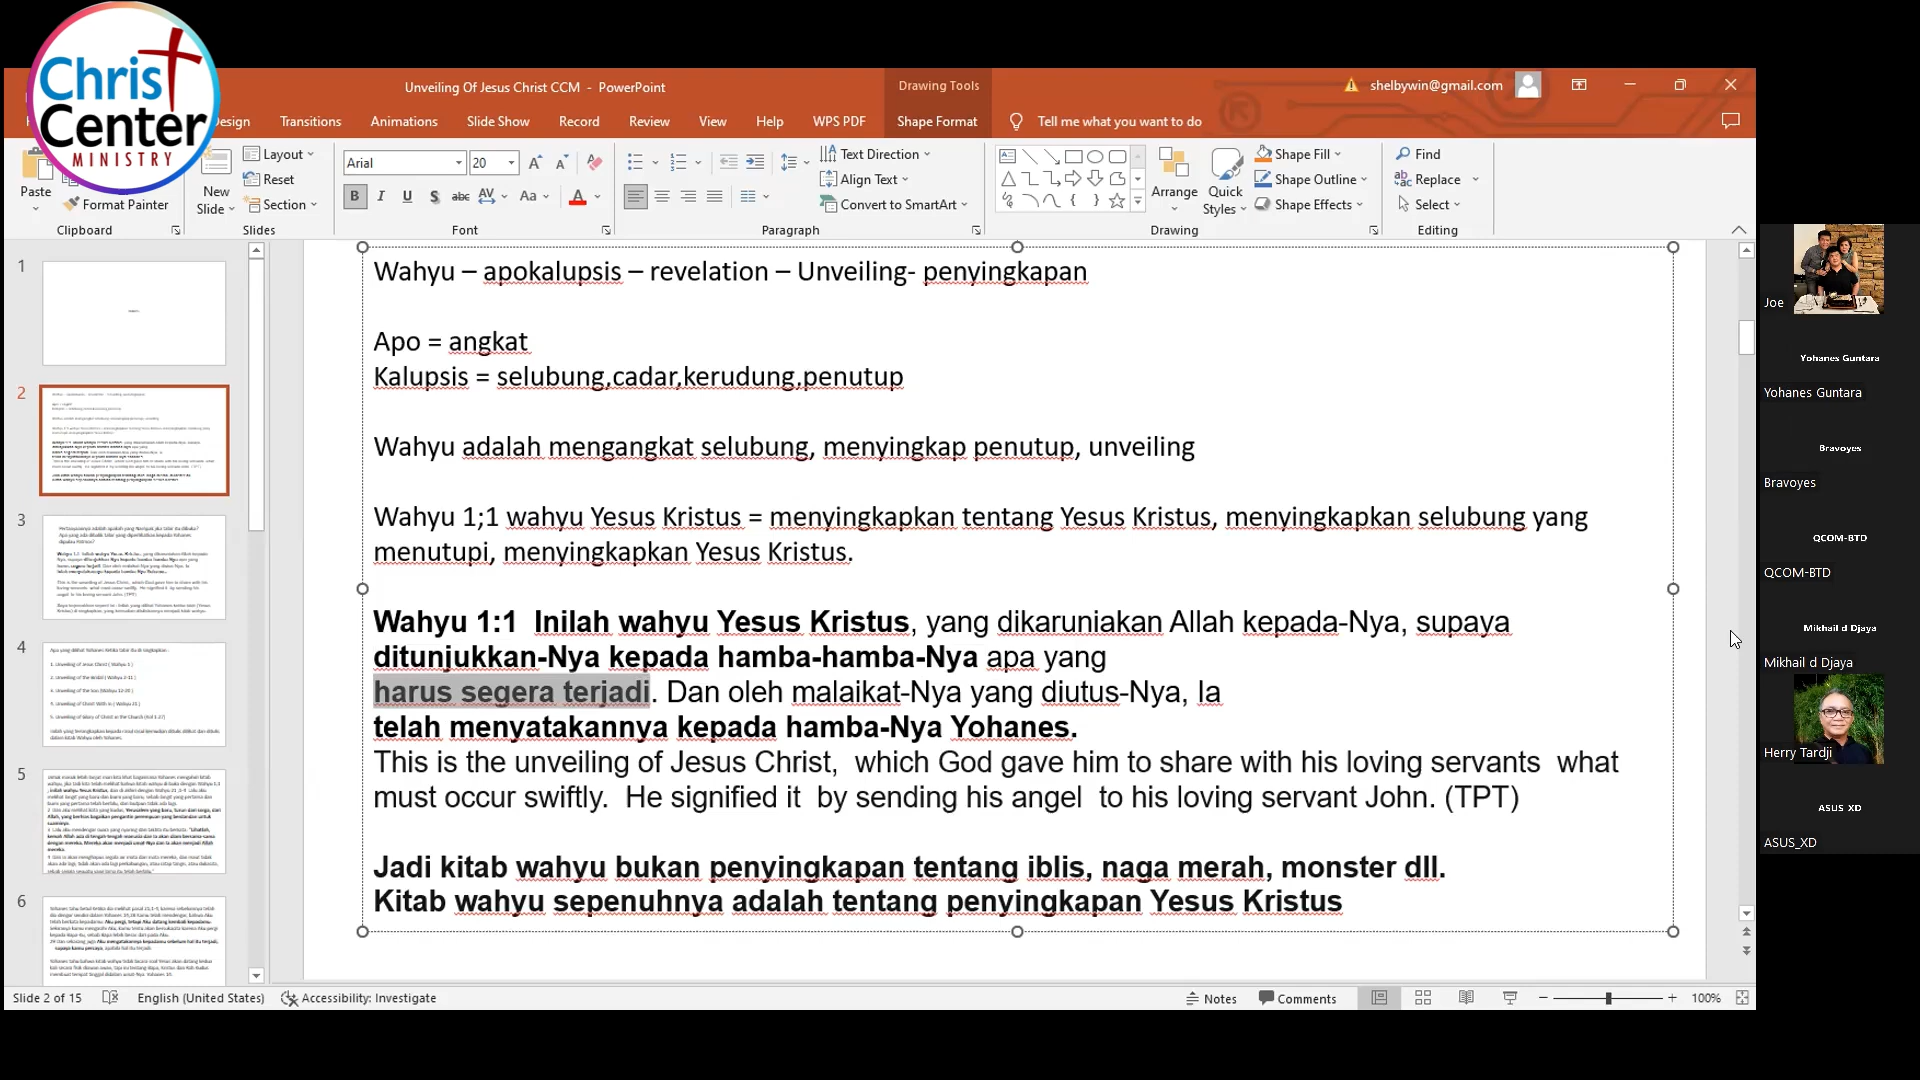 Christ
Center
MINISTRY
Unveiling Of Jesus Christ CCM - PowerPoint
Drawing Tools
shelbywin@gmail.com
Design
Transitions
Animations
Slide Show
Record
Review
View
Help
WPS PDF
Shape Format
Tell me what you want to do
Paste
Format Painter
Clipboard
New
Slide
Layout
Reset
Section
Slides
Arial
20
Font
Text Direction
Align Text
Convert to SmartArt
Paragraph
Arrange
Quick
Styles
Shape Fill
Shape Outline
Shape Effects
Drawing
Find
Replace
Select
Editing
1
2
3
4
5
6
Wahyu – apokalupsis – revelation – Unveiling- penyingkapan
Apo = angkat
Kalupsis = selubung,cadar,kerudung,penutup
Wahyu adalah mengangkat selubung, menyingkap penutup, unveiling
Wahyu 1;1 wahyu Yesus Kristus = menyingkapkan tentang Yesus Kristus, menyingkapkan selubung yang
menutupi, menyingkapkan Yesus Kristus.
Wahyu 1:1 Inilah wahyu Yesus Kristus, yang dikaruniakan Allah kepada-Nya, supaya
ditunjukkan-Nya kepada hamba-hamba-Nya apa yang
harus segera terjadi. Dan oleh malaikat-Nya yang diutus-Nya, Ia
telah menyatakannya kepada hamba-Nya Yohanes.
This is the unveiling of Jesus Christ, which God gave him to share with his loving servants what
must occur swiftly. He signified it by sending his angel to his loving servant John. (TPT)
Jadi kitab wahyu bukan penyingkapan tentang iblis, naga merah, monster dll.
Kitab wahyu sepenuhnya adalah tentang penyingkapan Yesus Kristus
Joe
Yohanes Guntara
Yohanes Guntara
Bravoyes
Bravoyes
QCOM-BTD
QCOM-BTD
Mikhail d Djaya
Mikhail d Djaya
Herry Tardji
ASUS XD
ASUS_XD
Slide 2 of 15
English (United States)
Accessibility: Investigate
Notes
Comments
100%